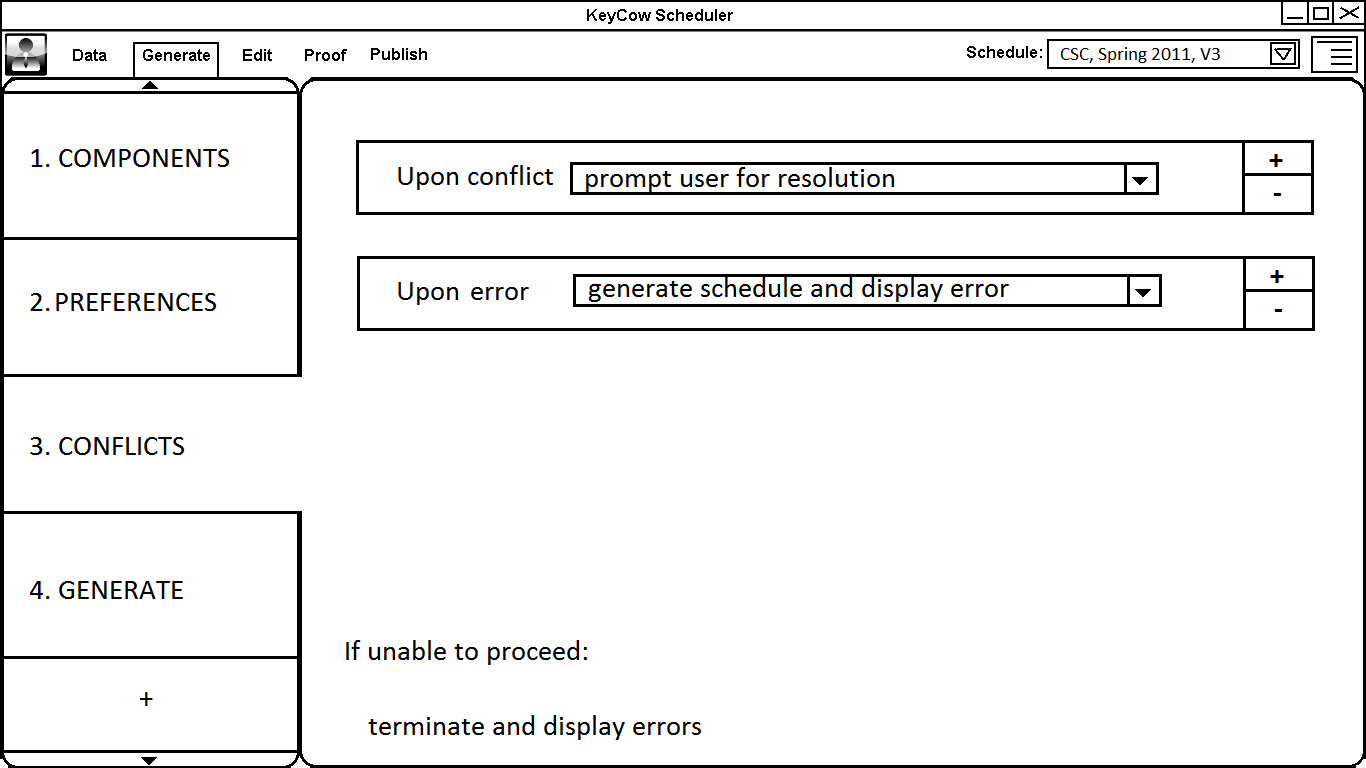 KeyCow Scheduler
Data Generate Edit Proof Publish Schedule: CSC, Spring 2011, V3
1. COMPONENTS
2. PREFERENCES
3. CONFLICTS
4. GENERATE
+
Upon conflict prompt user for resolution + -
Upon error generate schedule and display error + -
If unable to proceed:
terminate and display errors